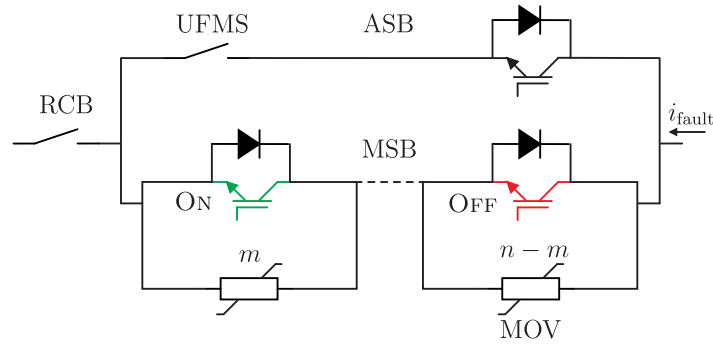 UFMS
ASB
RCB
i_fault
MSB
ON
OFF
m
n − m
MOV